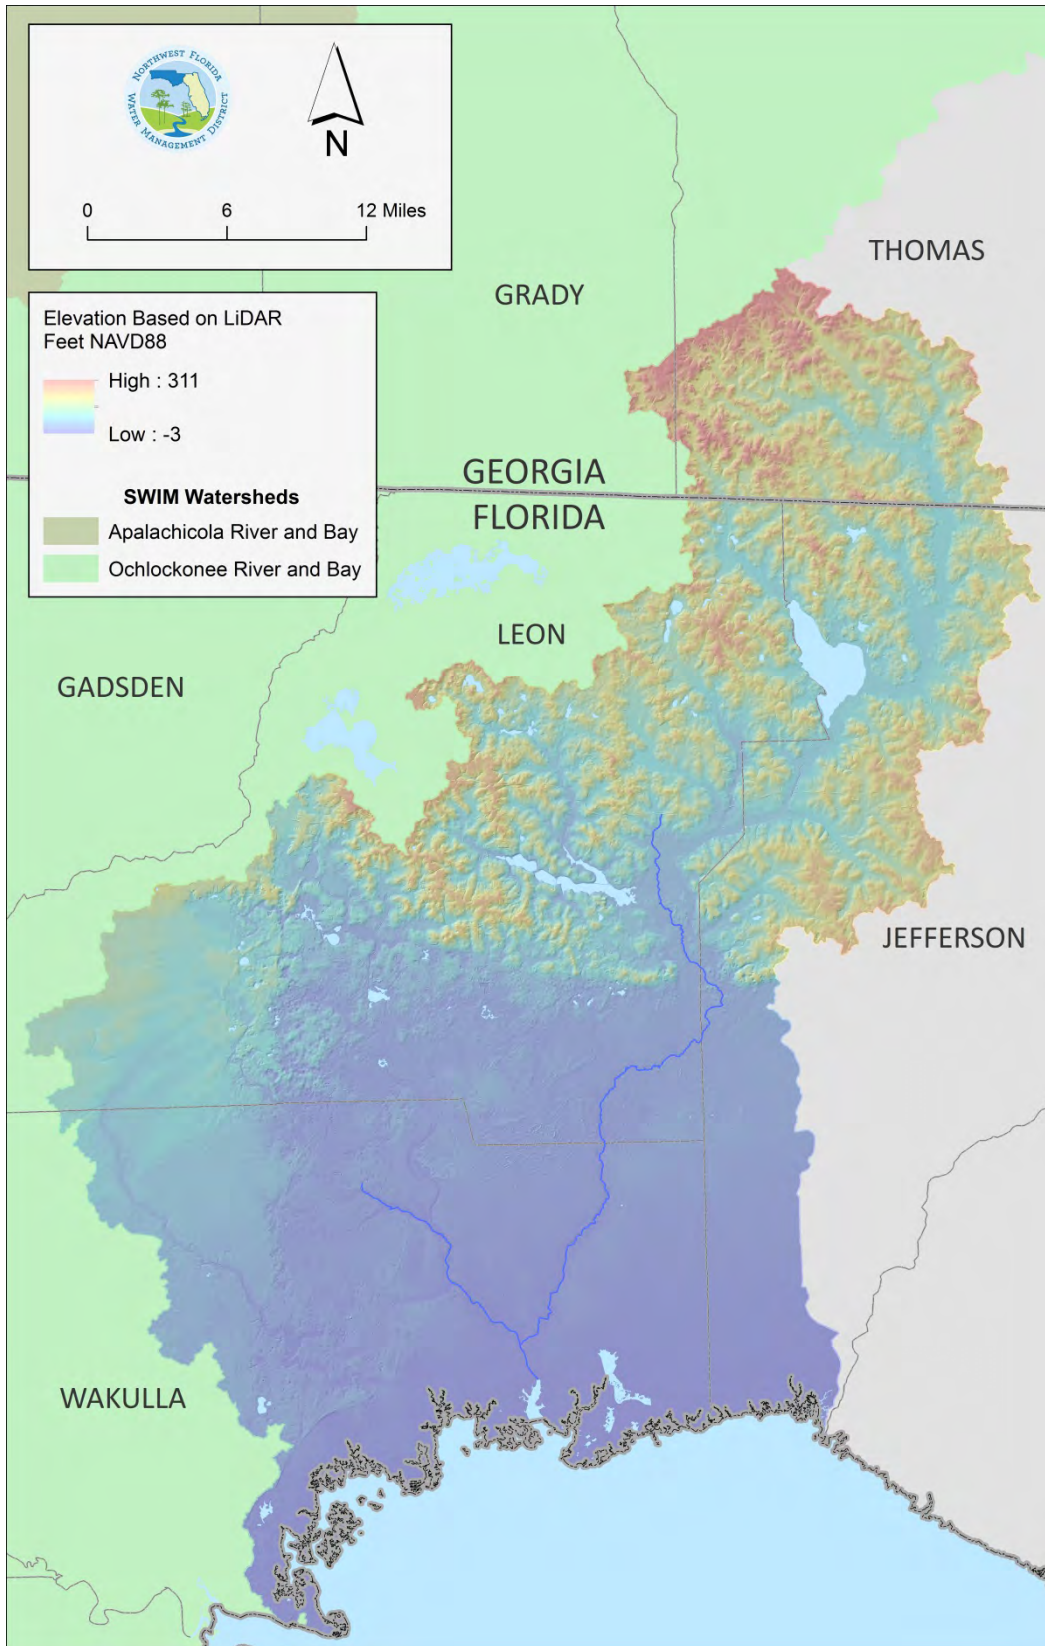 NORTHWEST FLORIDA
WATER MANAGEMENT DISTRICT
N
0 6 12 Miles
Elevation Based on LiDAR
Feet NAVD88
High : 311
Low : -3
SWIM Watersheds
Apalachicola River and Bay
Ochlockonee River and Bay
THOMAS
GRADY
GEORGIA
FLORIDA
LEON
GADSDEN
JEFFERSON
WAKULLA